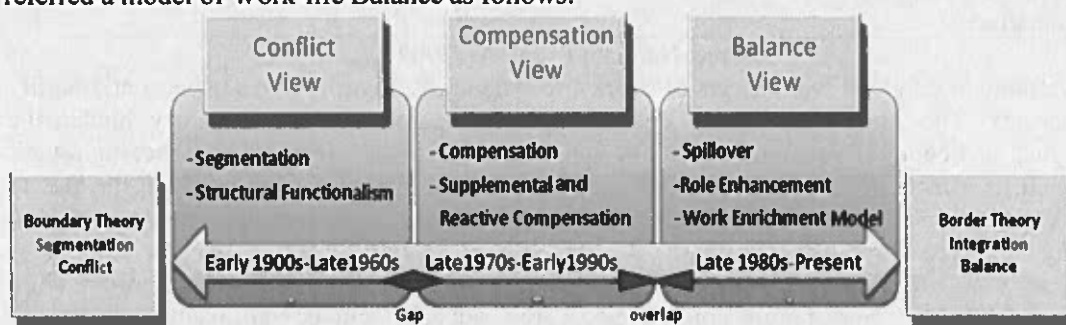 referred a model of Work-life Balance as follows:
Conflict
View
Compensation
View
Balance
View
- Segmentation
- Structural Functionalism
- Compensation
- Supplemental and
Reactive Compensation
- Spillover
-Role Enhancement
- Work Enrichment Model
Boundary Theory
Segmentation
Conflict
Early 1900s-Late1960s
Late1970s-Early1990s
Late 1980s-Present
Border Theory
Integration
Balance
Gap
overlap